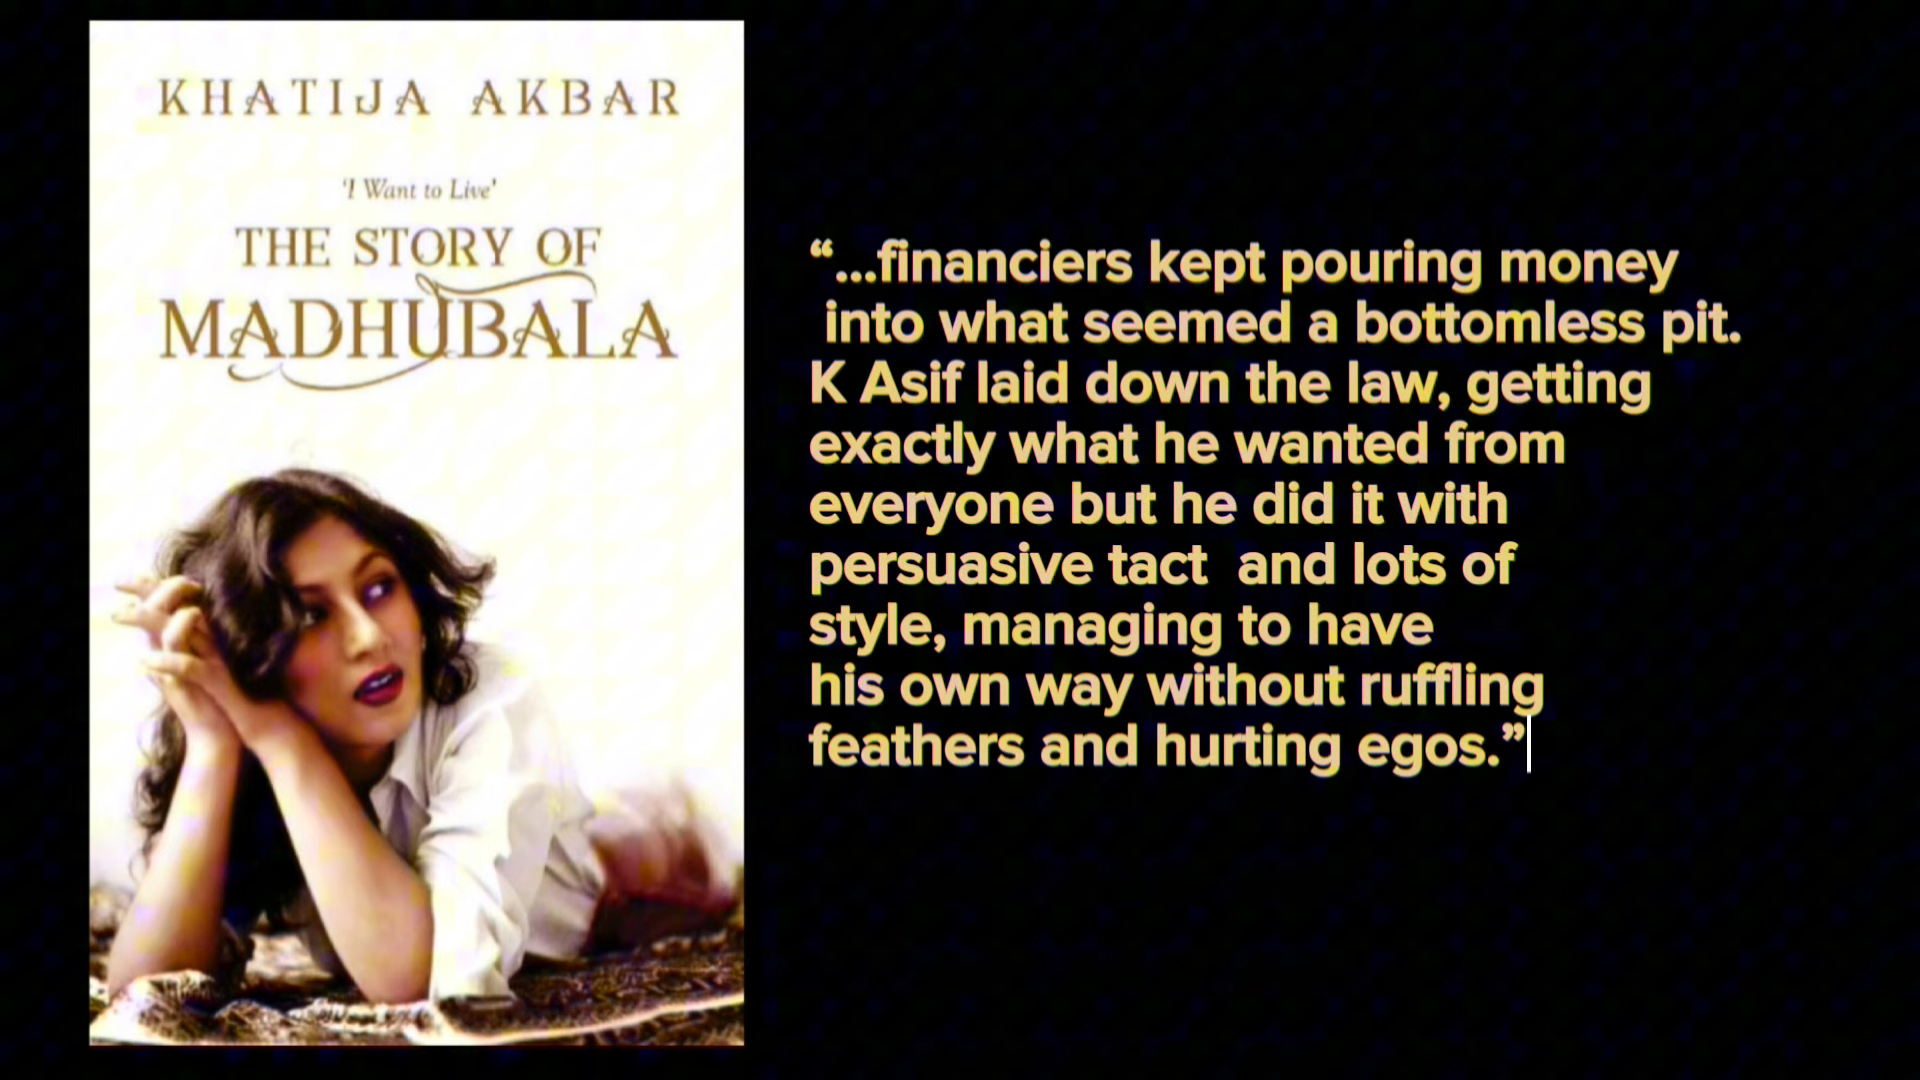 KHATIJA AKBAR
'I Want to Live'
THE STORY OF
MADHUBALA
“...financiers kept pouring money
into what seemed a bottomless pit.
K Asif laid down the law, getting
exactly what he wanted from
everyone but he did it with
persuasive tact  and lots of
style, managing to have
his own way without ruffling
feathers and hurting egos.”